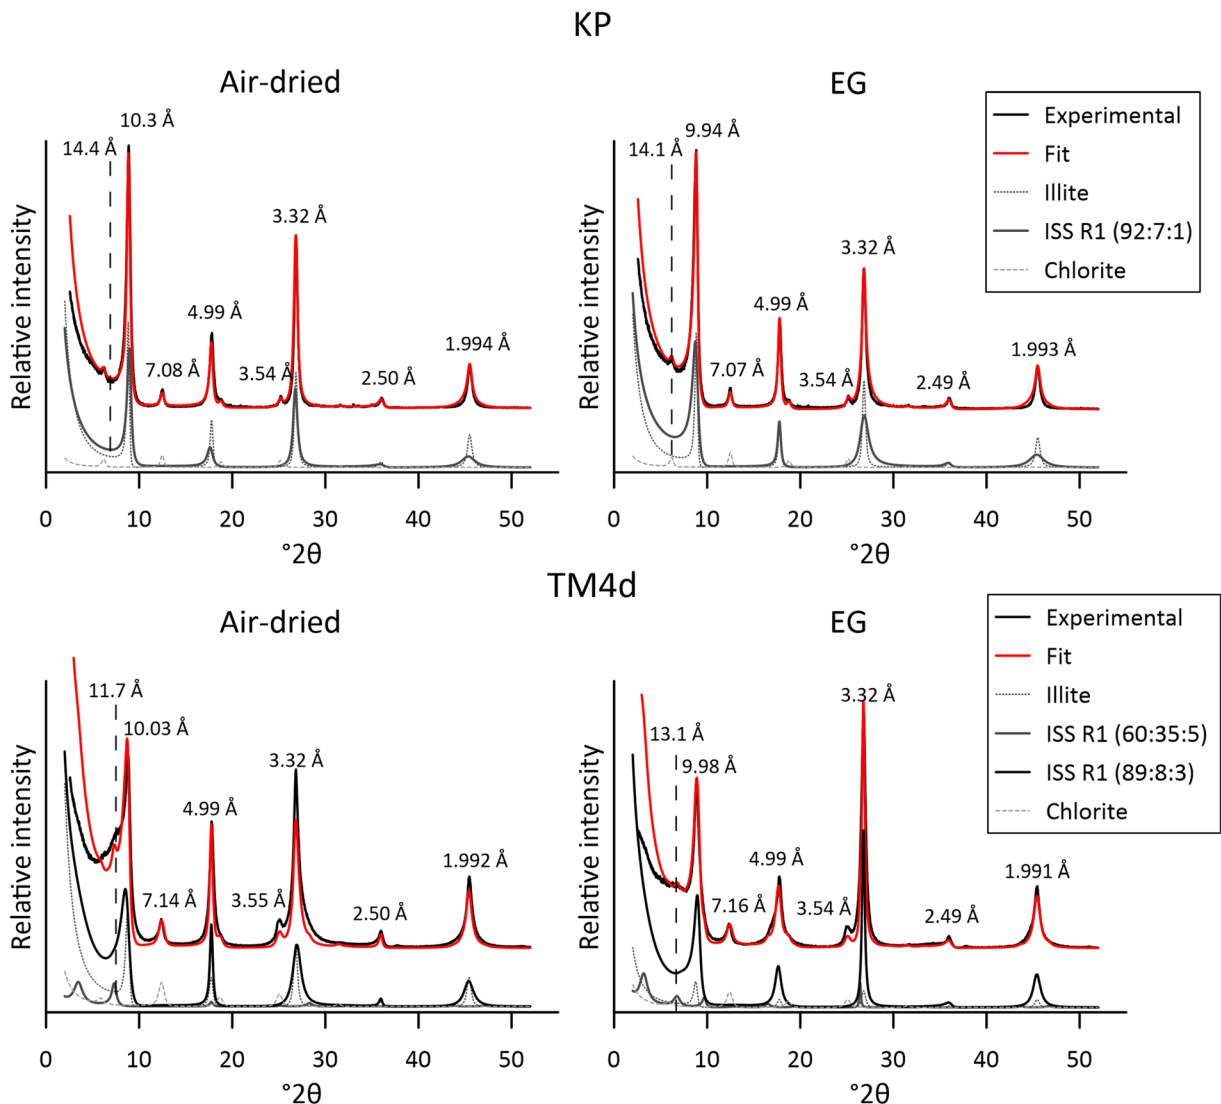 KP
Air-dried
EG
Relative intensity
14.4 Å
10.3 Å
7.08 Å
4.99 Å
3.54 Å
3.32 Å
2.50 Å
1.994 Å
0 10 20 30 40 50
°2θ
Relative intensity
14.1 Å
9.94 Å
7.07 Å
4.99 Å
3.54 Å
3.32 Å
2.49 Å
1.993 Å
0 10 20 30 40 50
°2θ
Experimental
Fit
Illite
ISS R1 (92:7:1)
Chlorite
TM4d
Air-dried
EG
Relative intensity
11.7 Å
10.03 Å
7.14 Å
4.99 Å
3.55 Å
3.32 Å
2.50 Å
1.992 Å
0 10 20 30 40 50
°2θ
Relative intensity
13.1 Å
9.98 Å
7.16 Å
4.99 Å
3.54 Å
3.32 Å
2.49 Å
1.991 Å
0 10 20 30 40 50
°2θ
Experimental
Fit
Illite
ISS R1 (60:35:5)
ISS R1 (89:8:3)
Chlorite